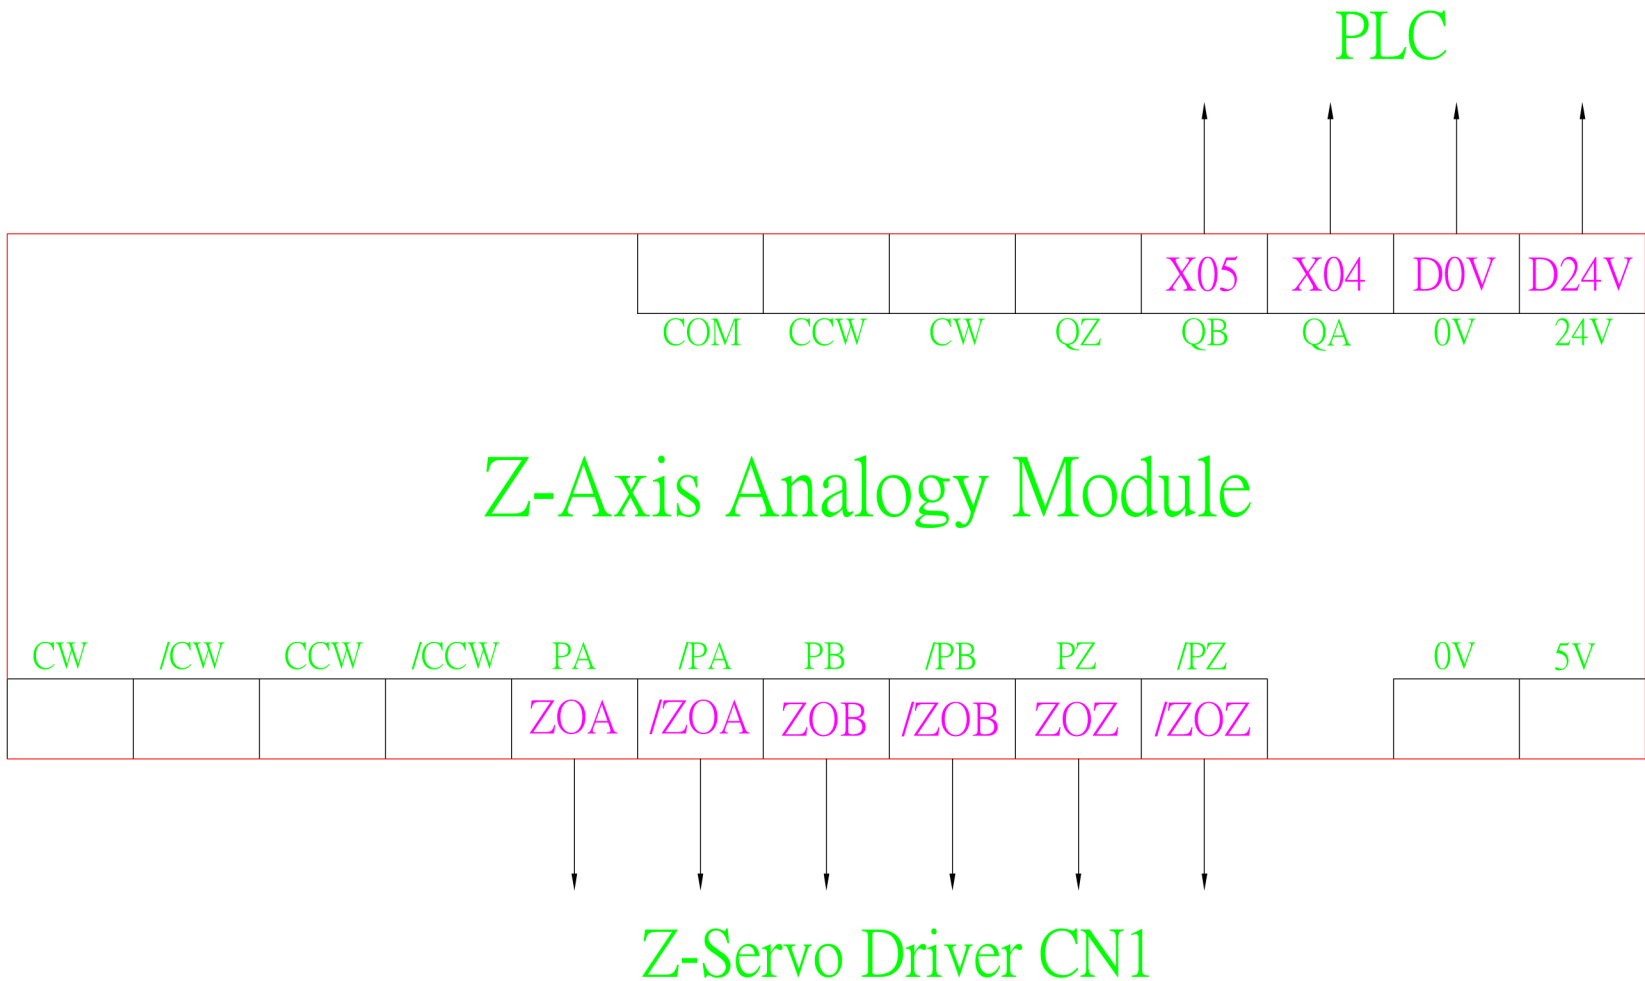 PLC
X05 X04 D0V D24V
COM CCW CW QZ QB QA 0V 24V
Z-Axis Analogy Module
CW /CW CCW /CCW PA /PA PB /PB PZ /PZ 0V 5V
ZOA /ZOA ZOB /ZOB ZOZ /ZOZ
Z-Servo Driver CN1